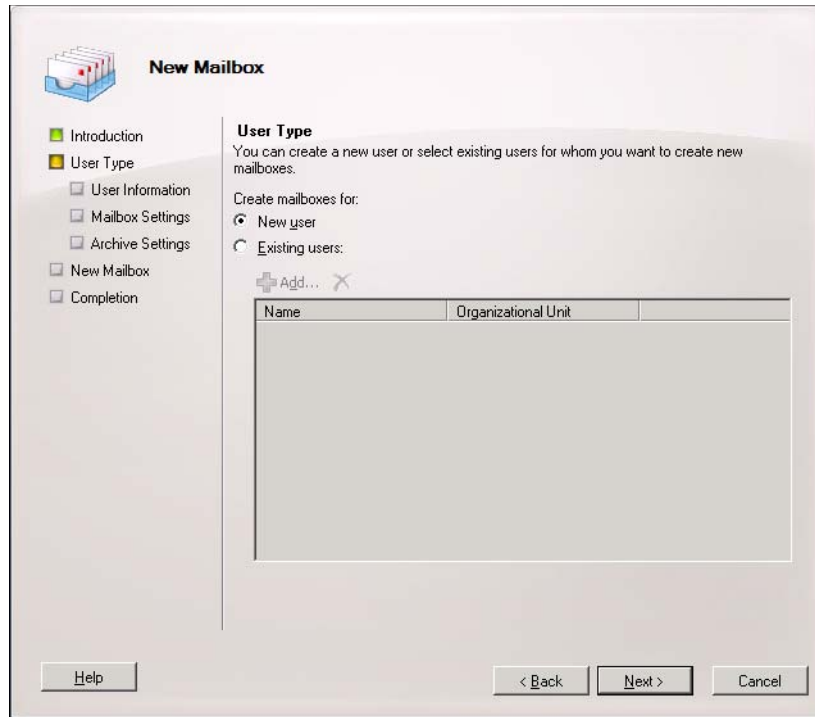 New Mailbox
Introduction
User Type
User Information
Mailbox Settings
Archive Settings
New Mailbox
Completion
User Type
You can create a new user or select existing users for whom you want to create new
mailboxes.
Create mailboxes for:
New user
Existing users:
Add...
Name Organizational Unit
Help < Back Next > Cancel